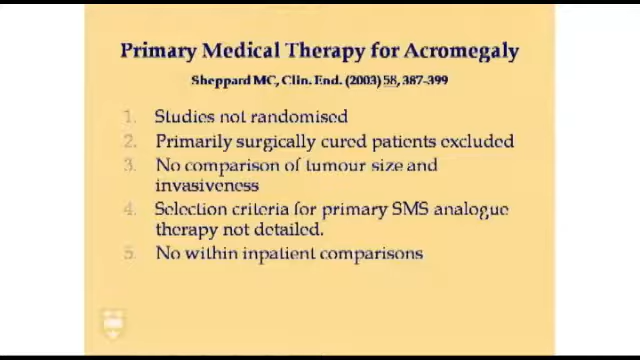 Primary Medical Therapy for Acromegaly
Sheppard MC, Clin. End. (2003) 58, 387-399
1. Studies not randomised
2. Primarily surgically cured patients excluded
3. No comparison of tumour size and
invasiveness
4. Selection criteria for primary SMS analogue
therapy not detailed.
5. No within inpatient comparisons